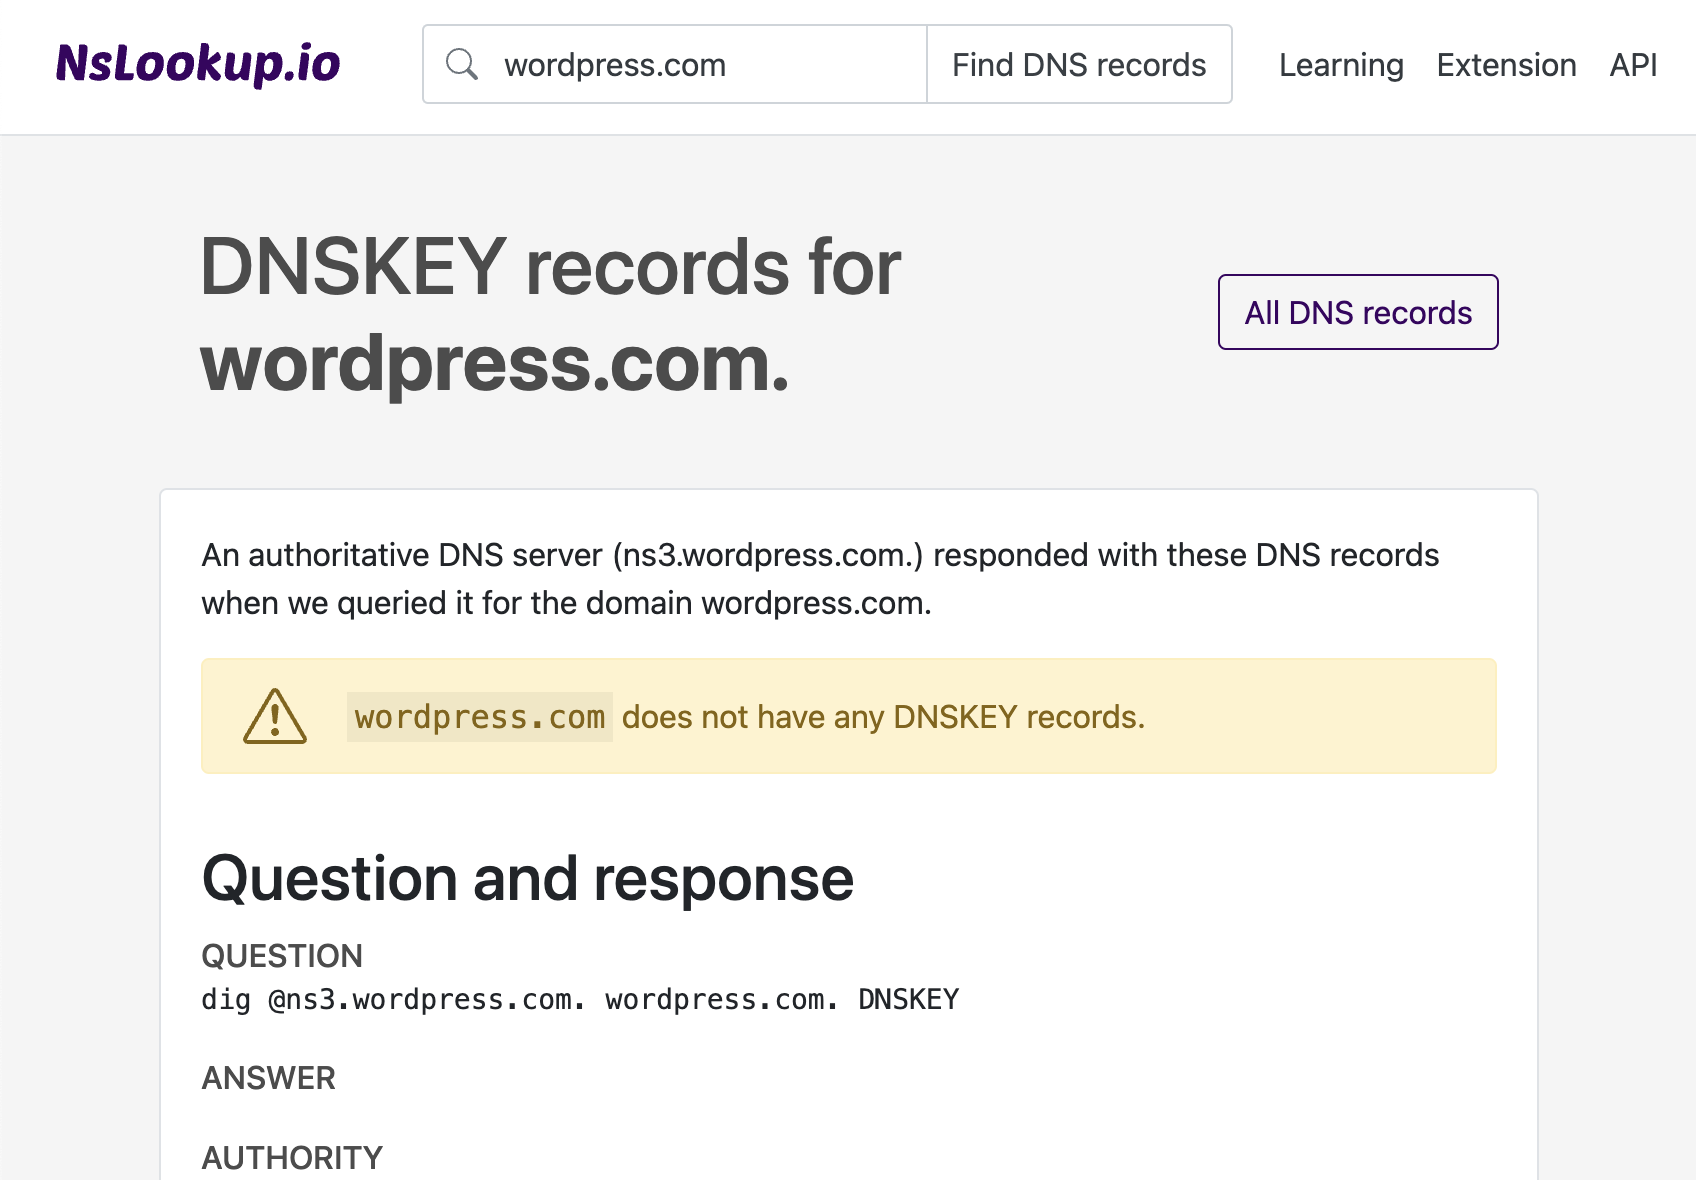 NsLookup.io
wordpress.com
Find DNS records
Learning
Extension
API
DNSKEY records for
wordpress.com.
All DNS records
An authoritative DNS server (ns3.wordpress.com.) responded with these DNS records
when we queried it for the domain wordpress.com.
wordpress.com does not have any DNSKEY records.
Question and response
QUESTION
dig @ns3.wordpress.com. wordpress.com. DNSKEY
ANSWER
AUTHORITY